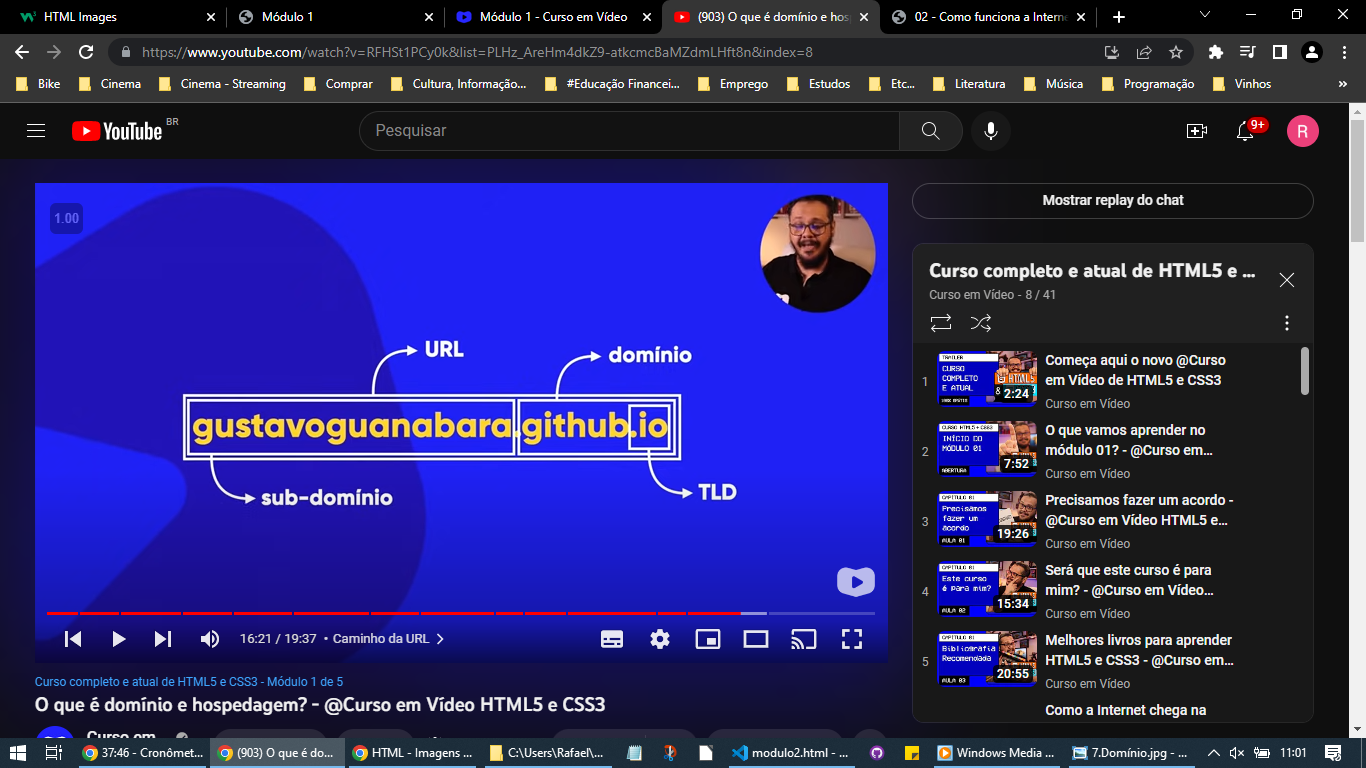 HTML Images
Módulo 1
Módulo 1 - Curso em Vídeo
(903) O que é domínio e hosp
02 - Como funciona a Interne
https://www.youtube.com/watch?v=RFHSt1PCy0k&list=PLHz_AreHm4dkZ9-atkcmcBaMZdmLHft8n&index=8
Bike
Cinema
Cinema - Streaming
Comprar
Cultura, Informação...
#Educação Financei...
Emprego
Estudos
Etc...
Literatura
Música
Programação
Vinhos
YouTube BR
Pesquisar
9+
R
1.00
URL
domínio
gustavoguanabara.github.io
sub-domínio
TLD
16:21 / 19:37 • Caminho da URL
Curso completo e atual de HTML5 e CSS3 - Módulo 1 de 5
O que é domínio e hospedagem? - @Curso em Vídeo HTML5 e CSS3
Curso em
Mostrar replay do chat
Curso completo e atual de HTML5 e ...
Curso em Vídeo - 8 / 41
1
TRAILER
CURSO
COMPLETO
E ATUAL
2:24
Começa aqui o novo @Curso
em Vídeo de HTML5 e CSS3
Curso em Vídeo
2
CURSO HTML5 + CSS3
INÍCIO DO
MÓDULO 01
ABERTURA
7:52
O que vamos aprender no
módulo 01? - @Curso em...
Curso em Vídeo
3
CAPÍTULO 01
Precisamos
fazer um
acordo
AULA 01
19:26
Precisamos fazer um acordo -
@Curso em Vídeo HTML5 e...
Curso em Vídeo
4
CAPÍTULO 01
Este curso
é para mim?
AULA 02
15:34
Será que este curso é para
mim? - @Curso em Vídeo...
Curso em Vídeo
5
CAPÍTULO 01
Bibliografia
Recomendada
AULA 03
20:55
Melhores livros para aprender
HTML5 e CSS3 - @Curso em...
Curso em Vídeo
Como a Internet chega na
37:46 - Cronômet...
(903) O que é do...
HTML - Imagens ...
C:\Users\Rafael\...
modulo2.html - ...
Windows Media ...
7.Domínio.jpg - ...
11:01